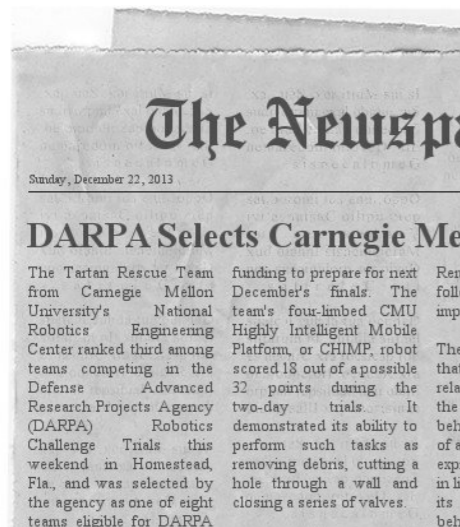 The Newspa
Sunday, December 22, 2013
DARPA Selects Carnegie Me
The Tartan Rescue Team
from Carnegie Mellon
University's National
Robotics Engineering
Center ranked third among
teams competing in the
Defense Advanced
Research Projects Agency
(DARPA) Robotics
Challenge Trials this
weekend in Homestead,
Fla., and was selected by
the agency as one of eight
teams eligible for DARPA
funding to prepare for next
December's finals. The
team's four-limbed CMU
Highly Intelligent Mobile
Platform, or CHIMP, robot
scored 18 out of a possible
32 points during the
two-day trials. It
demonstrated its ability to
perform such tasks as
removing debris, cutting a
hole through a wall and
closing a series of valves.
Ren
follo
imp
The
that
rela
the
beh
of a
exp
in li
its
beh